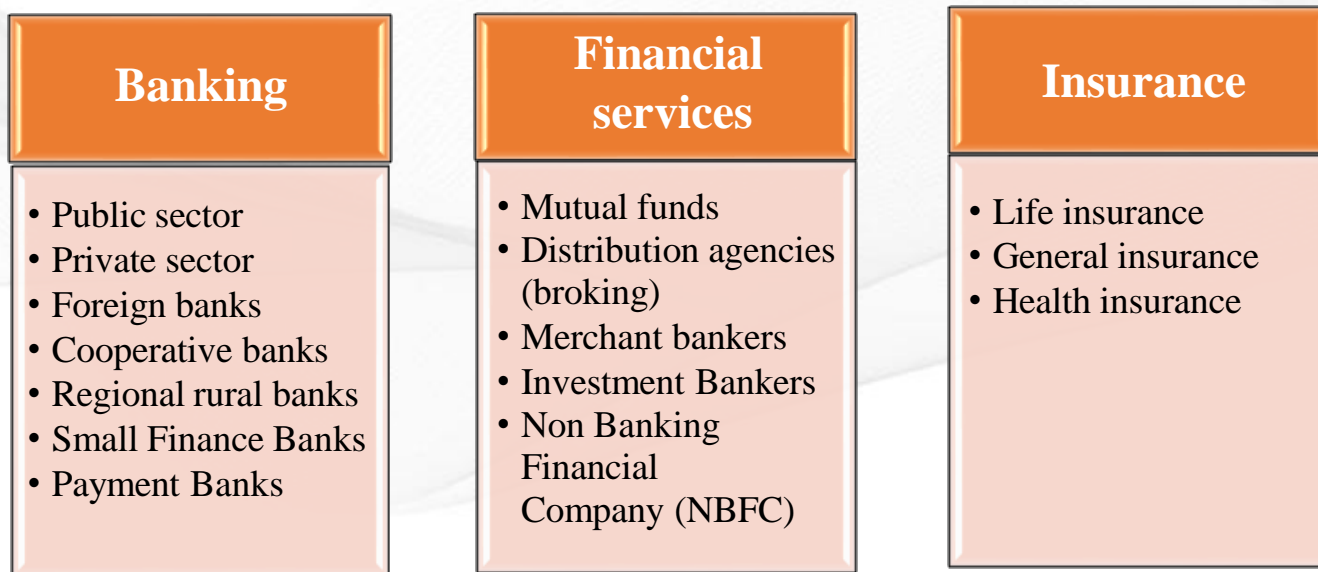 Banking
• Public sector
• Private sector
• Foreign banks
• Cooperative banks
• Regional rural banks
• Small Finance Banks
• Payment Banks
Financial
services
• Mutual funds
• Distribution agencies
(broking)
• Merchant bankers
• Investment Bankers
• Non Banking
Financial
Company (NBFC)
Insurance
• Life insurance
• General insurance
• Health insurance